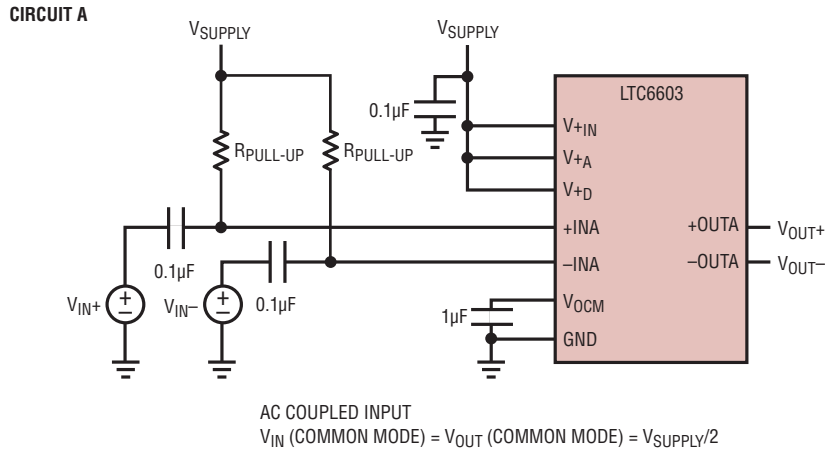 CIRCUIT A
VSUPPLY
VSUPPLY
0.1µF
LTC6603
V+IN
V+A
V+D
RPULL-UP
RPULL-UP
+INA
+OUTA
VOUT+
–INA
–OUTA
VOUT–
0.1µF
0.1µF
VIN+
+
–
VIN–
+
–
1µF
VOCM
GND
AC COUPLED INPUT
VIN (COMMON MODE) = VOUT (COMMON MODE) = VSUPPLY/2